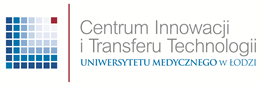 Centrum Innowacji
i Transferu Technologii
UNIWERSYTETU MEDYCZNEGO W ŁODZI